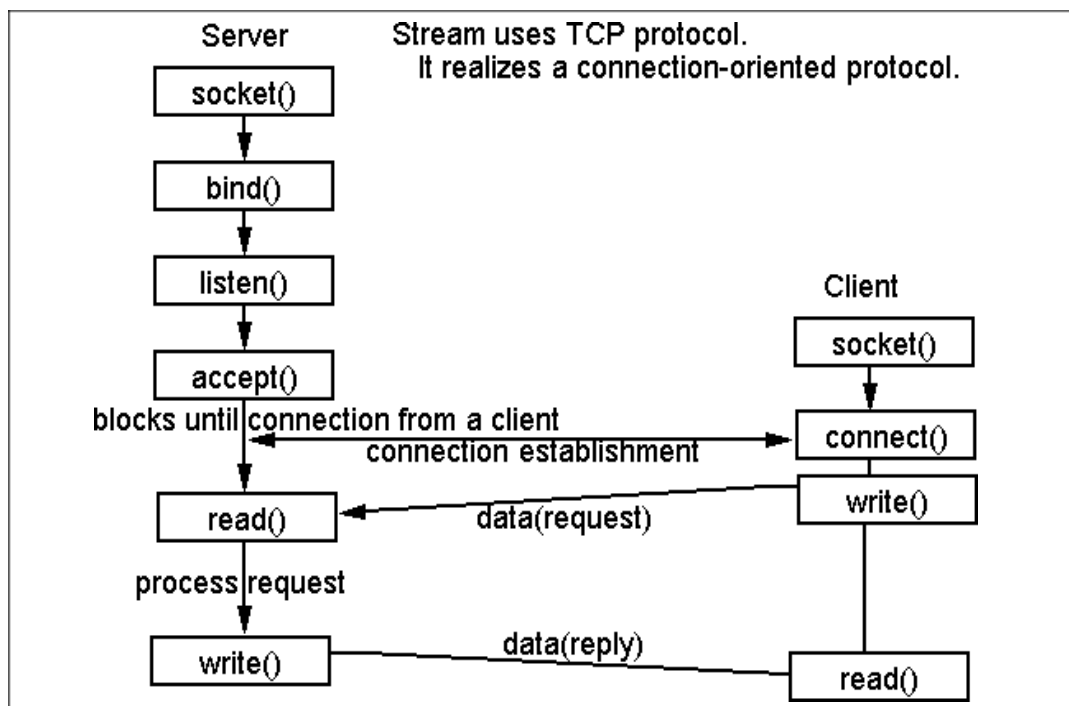 Server
Stream uses TCP protocol.
It realizes a connection-oriented protocol.
socket()
bind()
listen()
accept()
blocks until connection from a client
connection establishment
read()
process request
write()
Client
socket()
connect()
write()
data(request)
data(reply)
read()